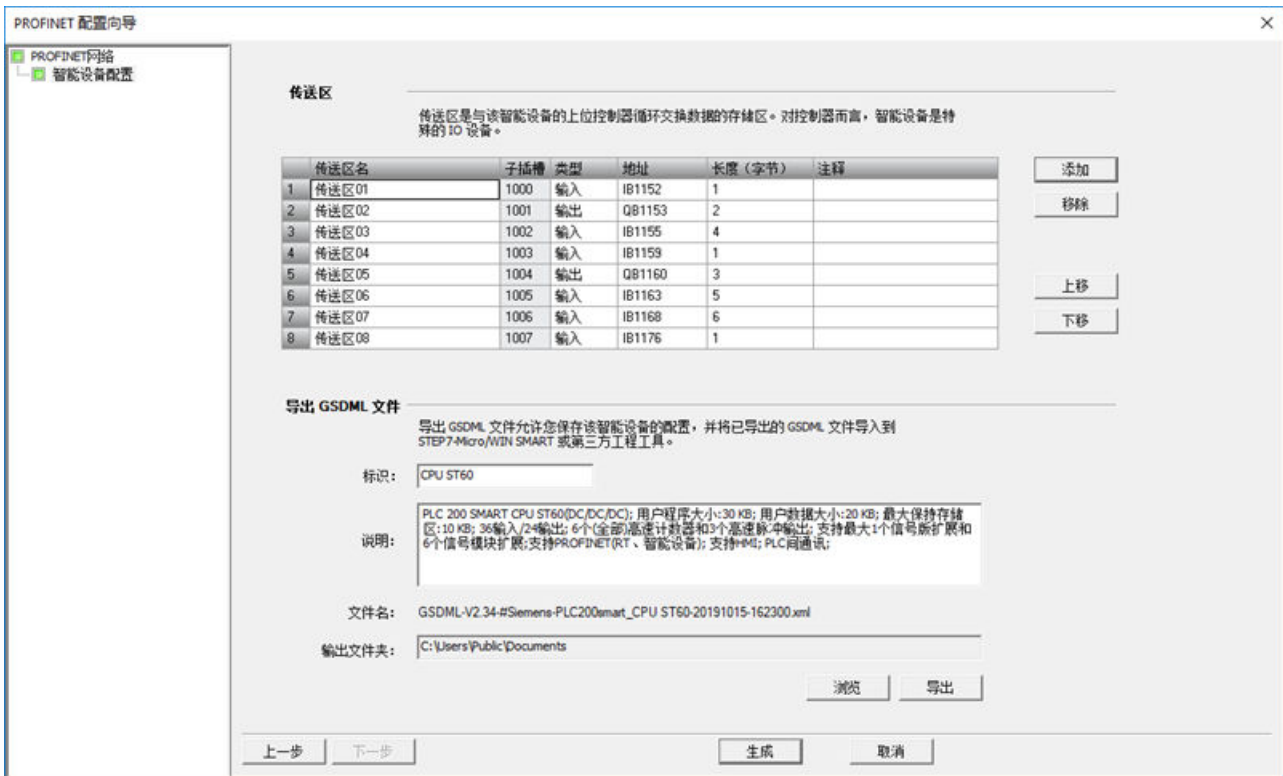 PROFINET 配置向导
PROFINET网络
智能设备配置
传送区
传送区是与该智能设备的上位控制器循环交换数据的存储区。对控制器而言，智能设备是特
殊的 IO 设备。
传送区名 子插槽 类型 地址 长度（字节） 注释
1 传送区01 1000 输入 IB1152 1
2 传送区02 1001 输出 QB1153 2
3 传送区03 1002 输入 IB1155 4
4 传送区04 1003 输入 IB1159 1
5 传送区05 1004 输出 QB1160 3
6 传送区06 1005 输入 IB1163 5
7 传送区07 1006 输入 IB1168 6
8 传送区08 1007 输入 IB1176 1
添加
移除
上移
下移
导出 GSDML 文件
导出 GSDML 文件允许您保存该智能设备的配置，并将已导出的 GSDML 文件导入到
STEP7-Micro/WIN SMART 或第三方工程工具。
标识： CPU ST60
说明： PLC 200 SMART CPU ST60(DC/DC/DC); 用户程序大小:30 KB; 用户数据大小:20 KB; 最大保持存储
区:10 KB; 36输入/24输出; 6个(全部)高速计数器和3个高速脉冲输出; 支持最大1个信号版扩展和
6个信号模块扩展;支持PROFINET(RT、智能设备); 支持HMI; PLC间通讯;
文件名： GSDML-V2.34-#Siemens-PLC200smart_CPU ST60-20191015-162300.xml
输出文件夹： C:\Users\Public\Documents
浏览 导出
上一步 下一步 生成 取消